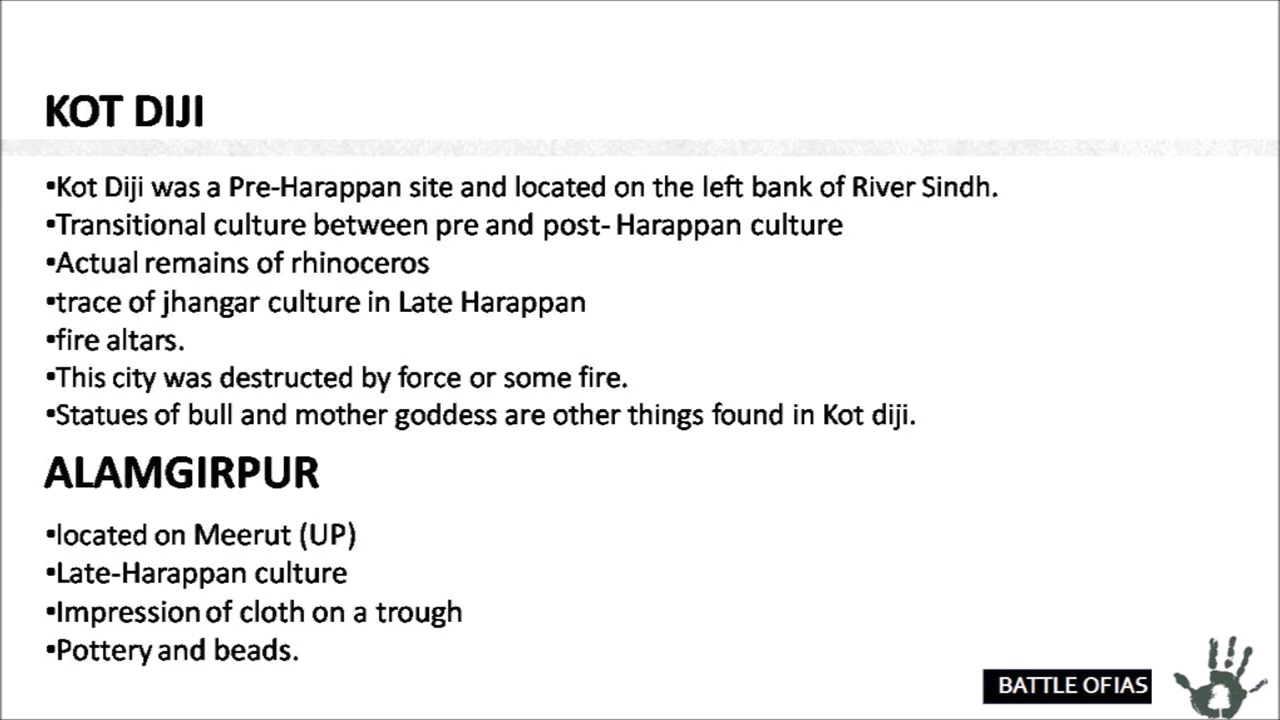 KOT DIJI
•Kot Diji was a Pre-Harappan site and located on the left bank of River Sindh.
•Transitional culture between pre and post- Harappan culture
•Actual remains of rhinoceros
•trace of jhangar culture in Late Harappan
•fire altars.
•This city was destructed by force or some fire.
•Statues of bull and mother goddess are other things found in Kot diji.
ALAMGIRPUR
•located on Meerut (UP)
•Late-Harappan culture
•Impression of cloth on a trough
•Pottery and beads.
BATTLE OF IAS